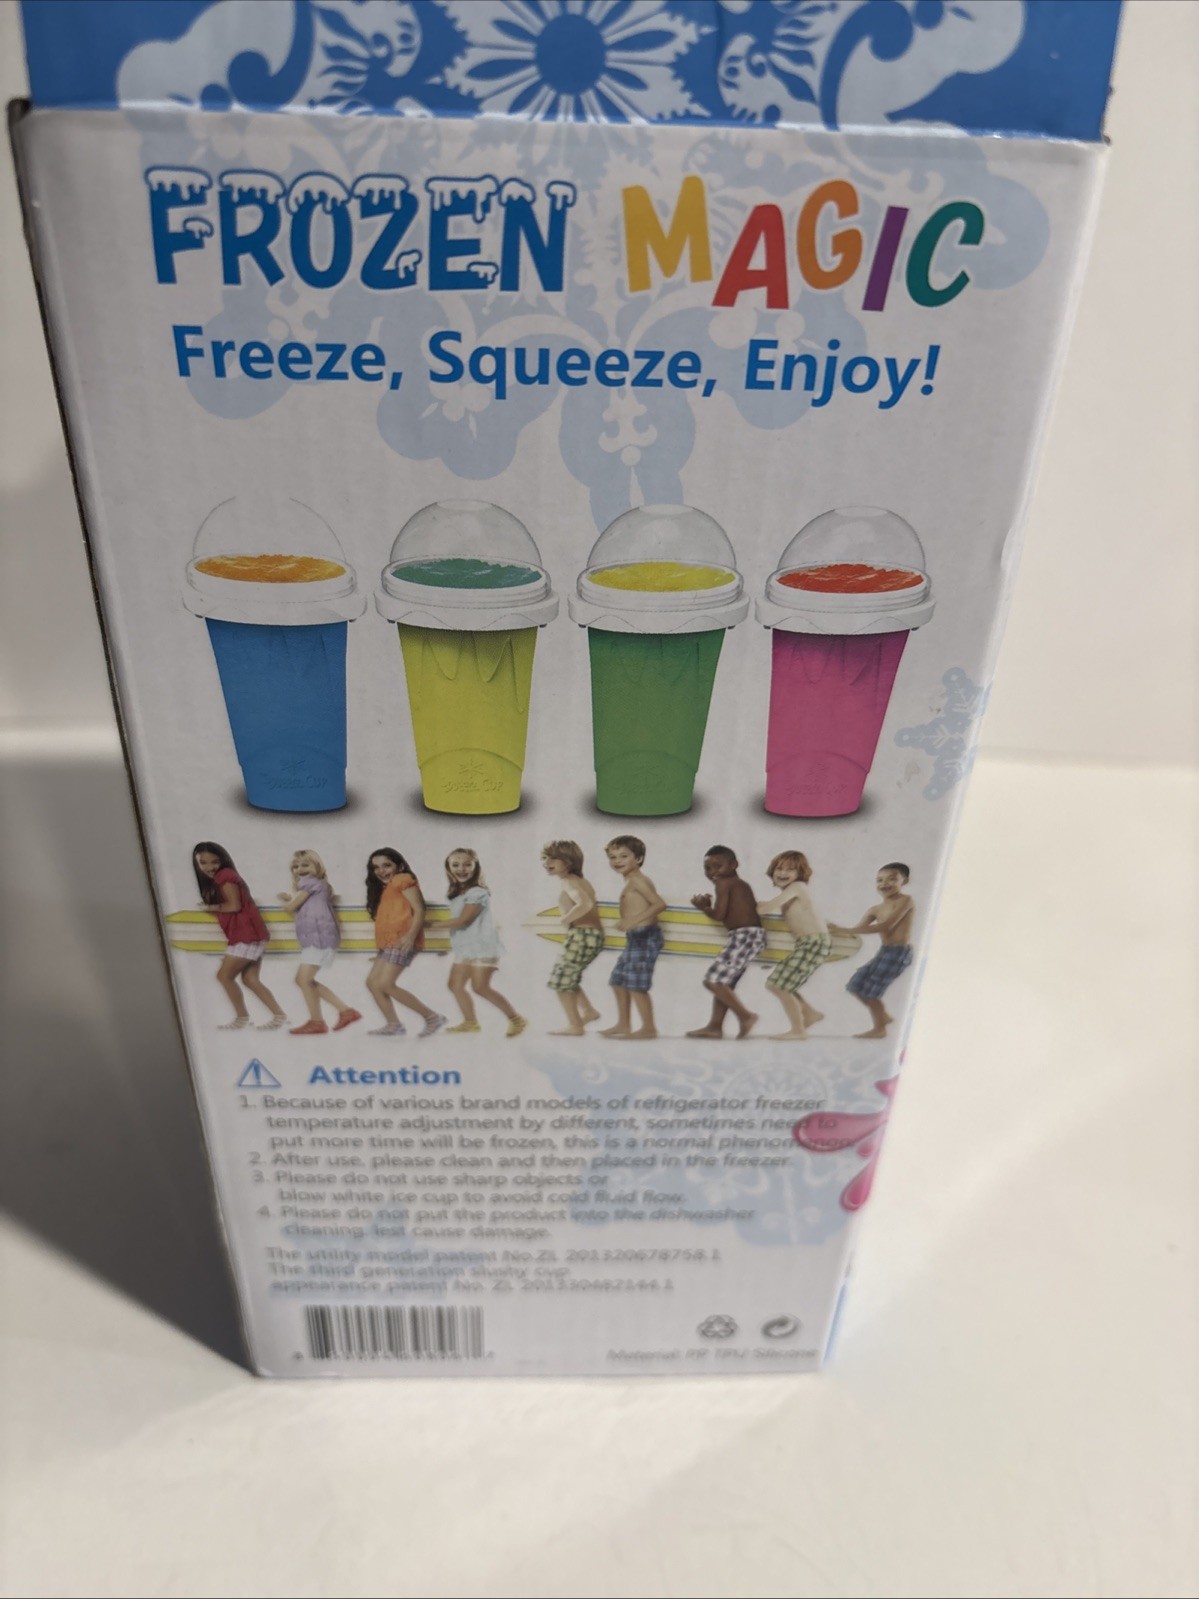 FROZEN MAGIC
Freeze, Squeeze, Enjoy!
Attention
1. Because of various brand models of refrigerator freezer
temperature adjustment by different, sometimes need to
put more time will be frozen, this is a normal phenomenon.
2. After use, please clean and then placed in the freezer.
3. Please do not use sharp objects or
blow white ice cup to avoid cold fluid flow.
4. Please do not put the product into the dishwasher
cleaning, lest cause damage.
The utility model patent No.ZL 201320678758.1
The third generation slushy cup
appearance patent No. ZL
Material: PP TPU Silicone